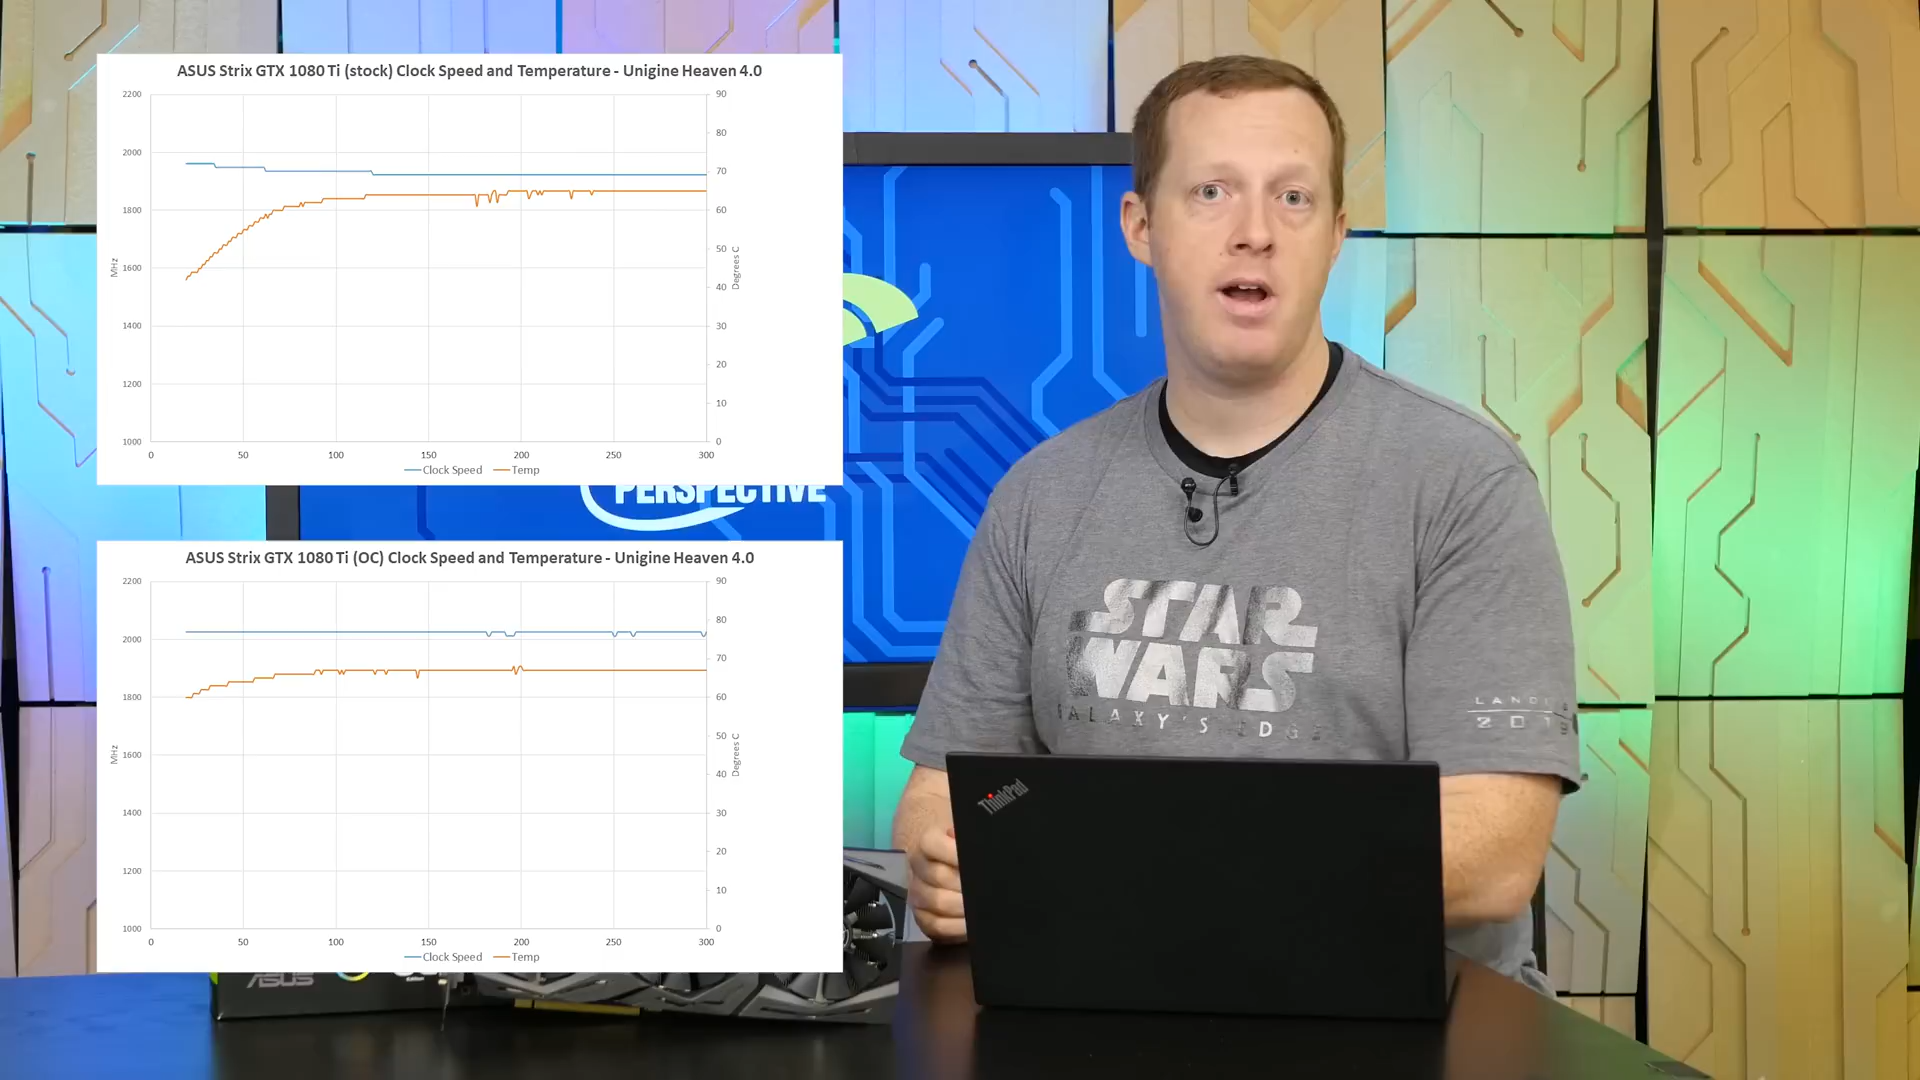 ASUS Strix GTX 1080 Ti (stock) Clock Speed and Temperature - Unigine Heaven 4.0
2200 90
80
2000
70
1800 60
50
MHz 1600 Degrees C
40
1400 30
20
1200
10
1000 0
0 50 100 150 200 250 300
Clock Speed Temp
PERSPECTIVE
ASUS Strix GTX 1080 Ti (OC) Clock Speed and Temperature - Unigine Heaven 4.0
2200 90
80
2000
70
1800 60
50
MHz 1600 Degrees C
40
1400 30
20
1200
10
1000 0
0 50 100 150 200 250 300
Clock Speed Temp
ASUS
STAR
WARS
GALAXY'S EDGE
2019
ThinkPad